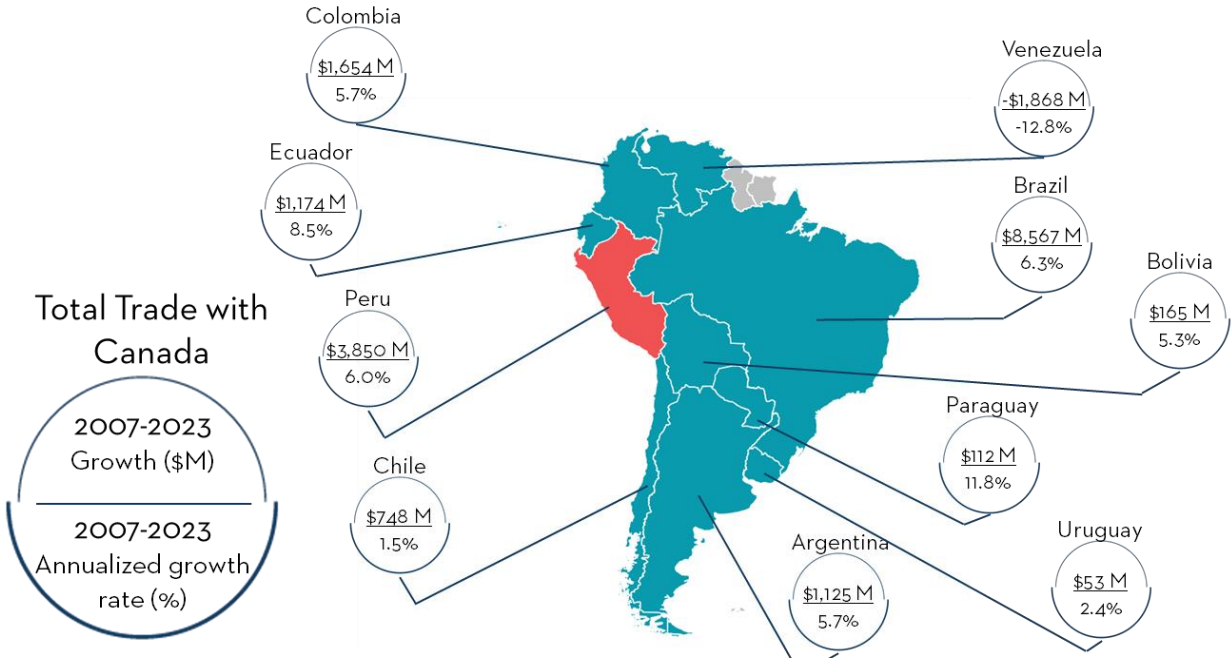 Colombia
$1,654 M
5.7%
Venezuela
-$1,868 M
-12.8%
Ecuador
$1,174 M
8.5%
Brazil
$8,567 M
6.3%
Bolivia
$165 M
5.3%
Peru
$3,850 M
6.0%
Total Trade with
Canada
2007-2023
Growth ($M)
2007-2023
Annualized growth
rate (%)
Paraguay
$112 M
11.8%
Chile
$748 M
1.5%
Argentina
$1,125 M
5.7%
Uruguay
$53 M
2.4%